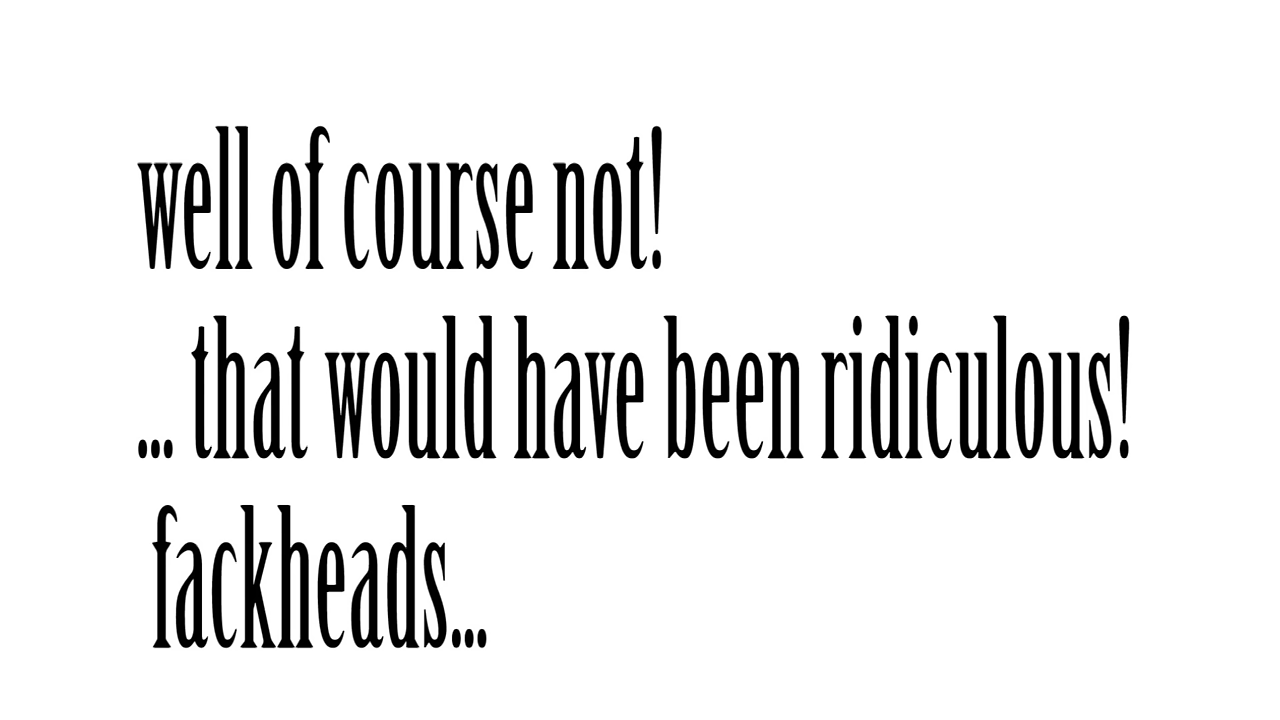 well of course not!
... that would have been ridiculous!
fackheads...